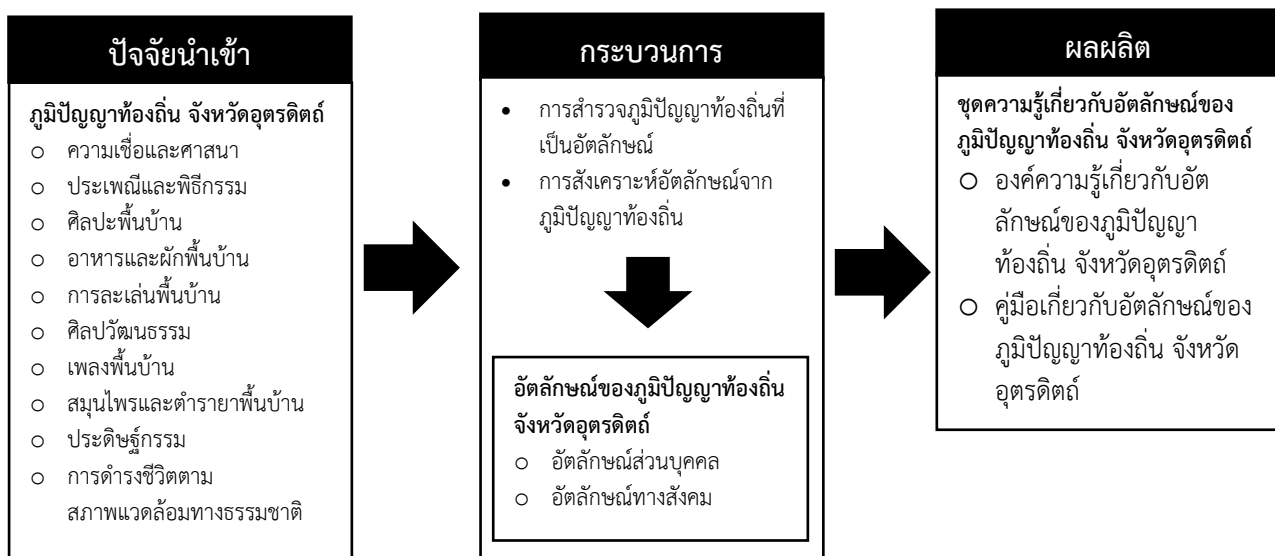 ปัจจัยนำเข้า
ภูมิปัญญาท้องถิ่น จังหวัดอุตรดิตถ์
ความเชื่อและศาสนา
ประเพณีและพิธีกรรม
ศิลปะพื้นบ้าน
อาหารและผักพื้นบ้าน
การละเล่นพื้นบ้าน
ศิลปวัฒนธรรม
เพลงพื้นบ้าน
สมุนไพรและตำรายาพื้นบ้าน
ประดิษฐ์กรรม
การดำรงชีวิตตาม
สภาพแวดล้อมทางธรรมชาติ
กระบวนการ
การสำรวจภูมิปัญญาท้องถิ่นที่
เป็นอัตลักษณ์
การสังเคราะห์อัตลักษณ์จาก
ภูมิปัญญาท้องถิ่น
อัตลักษณ์ของภูมิปัญญาท้องถิ่น
จังหวัดอุตรดิตถ์
อัตลักษณ์ส่วนบุคคล
อัตลักษณ์ทางสังคม
ผลผลิต
ชุดความรู้เกี่ยวกับอัตลักษณ์ของ
ภูมิปัญญาท้องถิ่น จังหวัดอุตรดิตถ์
องค์ความรู้เกี่ยวกับอัต
ลักษณ์ของภูมิปัญญา
ท้องถิ่น จังหวัดอุตรดิตถ์
คู่มือเกี่ยวกับอัตลักษณ์ของ
ภูมิปัญญาท้องถิ่น จังหวัด
อุตรดิตถ์